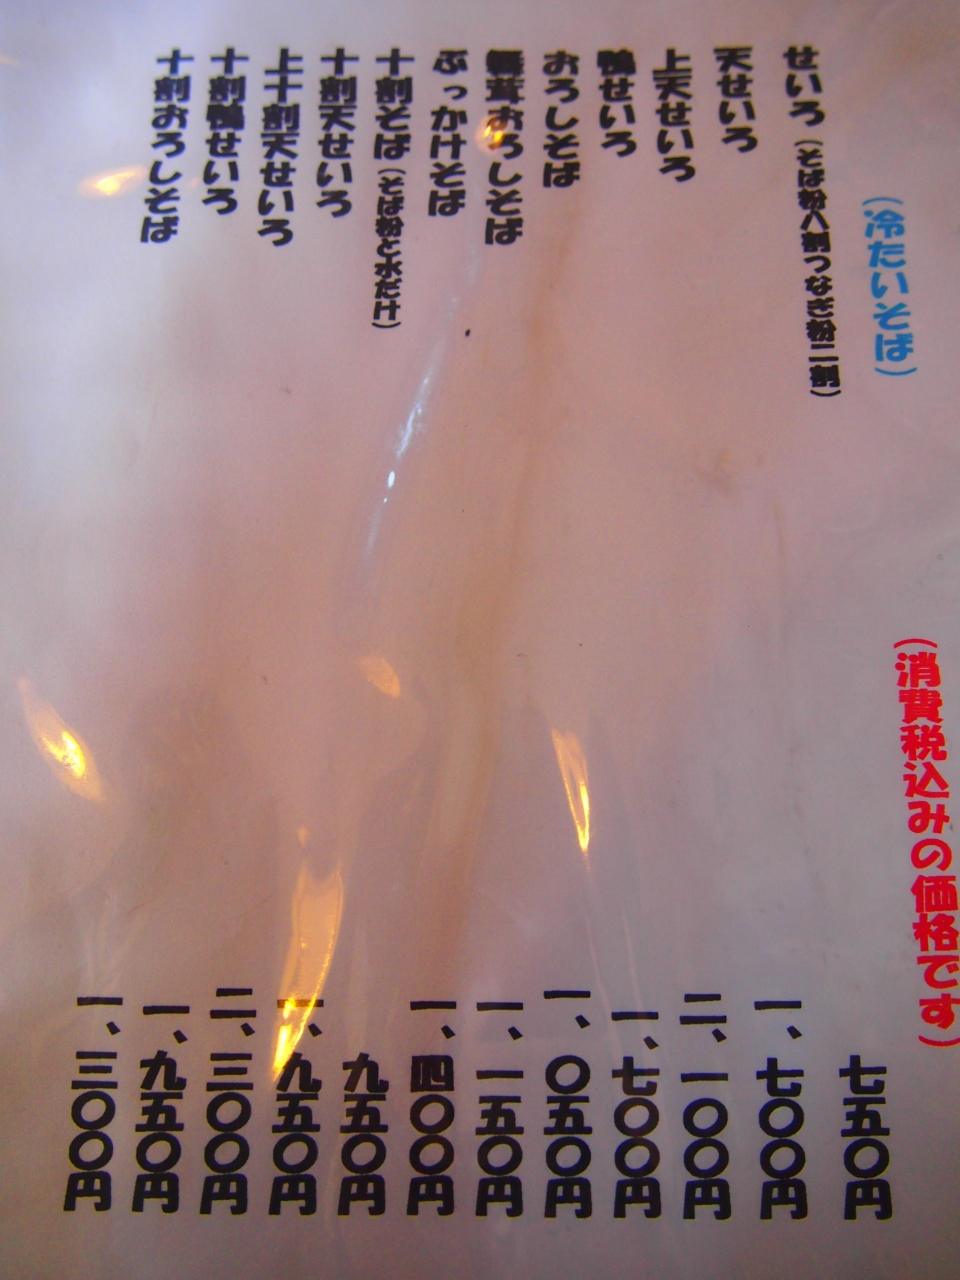 （消費税込みの価格です）
（冷たいそば）
せいろ（そば粉八割つなぎ粉二割） 七五〇円
天せいろ 一、七〇〇円
上天せいろ 二、一〇〇円
鴨せいろ 一、七〇〇円
おろしそば 一、〇五〇円
舞茸おろしそば 一、一五〇円
ぶっかけそば 一、四〇〇円
十割そば（そば粉と水だけ） 九五〇円
十割天せいろ 一、九五〇円
上十割天せいろ 二、三〇〇円
十割鴨せいろ 一、九五〇円
十割おろしそば 一、三〇〇円